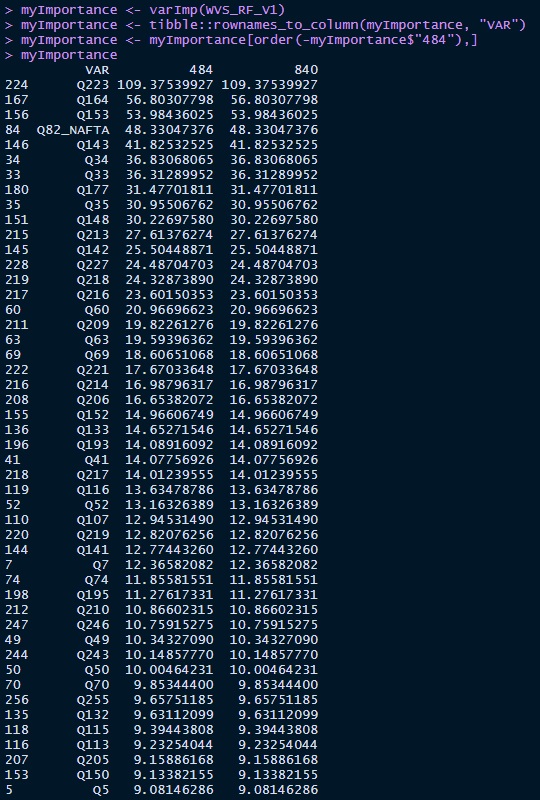 > myImportance <- varImp(WVS_RF_V1)
> myImportance <- tibble::rownames_to_column(myImportance, "VAR")
> myImportance <- myImportance[order(-myImportance$"484"),]
> myImportance
VAR 484 840
224 Q223 109.37539927 109.37539927
167 Q164 56.80307798 56.80307798
156 Q153 53.98436025 53.98436025
84 Q82_NAFTA 48.33047376 48.33047376
146 Q143 41.82532525 41.82532525
34 Q34 36.83068065 36.83068065
33 Q33 36.31289952 36.31289952
180 Q177 31.47701811 31.47701811
35 Q35 30.95506762 30.95506762
151 Q148 30.22697580 30.22697580
215 Q213 27.61376274 27.61376274
145 Q142 25.50448871 25.50448871
228 Q227 24.48704703 24.48704703
219 Q218 24.32873890 24.32873890
217 Q216 23.60150353 23.60150353
60 Q60 20.96696623 20.96696623
211 Q209 19.82261276 19.82261276
63 Q63 19.59396362 19.59396362
69 Q69 18.60651068 18.60651068
222 Q221 17.67033648 17.67033648
216 Q214 16.98796317 16.98796317
208 Q206 16.65382072 16.65382072
155 Q152 14.96606749 14.96606749
136 Q133 14.65271546 14.65271546
196 Q193 14.08916092 14.08916092
41 Q41 14.07756926 14.07756926
218 Q217 14.01239555 14.01239555
119 Q116 13.63478786 13.63478786
52 Q52 13.16326389 13.16326389
110 Q107 12.94531490 12.94531490
220 Q219 12.82076256 12.82076256
144 Q141 12.77443260 12.77443260
7 Q7 12.36582082 12.36582082
74 Q74 11.85581551 11.85581551
198 Q195 11.27617331 11.27617331
212 Q210 10.86602315 10.86602315
247 Q246 10.75915275 10.75915275
49 Q49 10.34327090 10.34327090
244 Q243 10.14857770 10.14857770
50 Q50 10.00464231 10.00464231
70 Q70 9.85344400 9.85344400
256 Q255 9.65751185 9.65751185
135 Q132 9.63112099 9.63112099
118 Q115 9.39443808 9.39443808
116 Q113 9.23254044 9.23254044
207 Q205 9.15886168 9.15886168
153 Q150 9.13382155 9.13382155
5 Q5 9.08146286 9.08146286